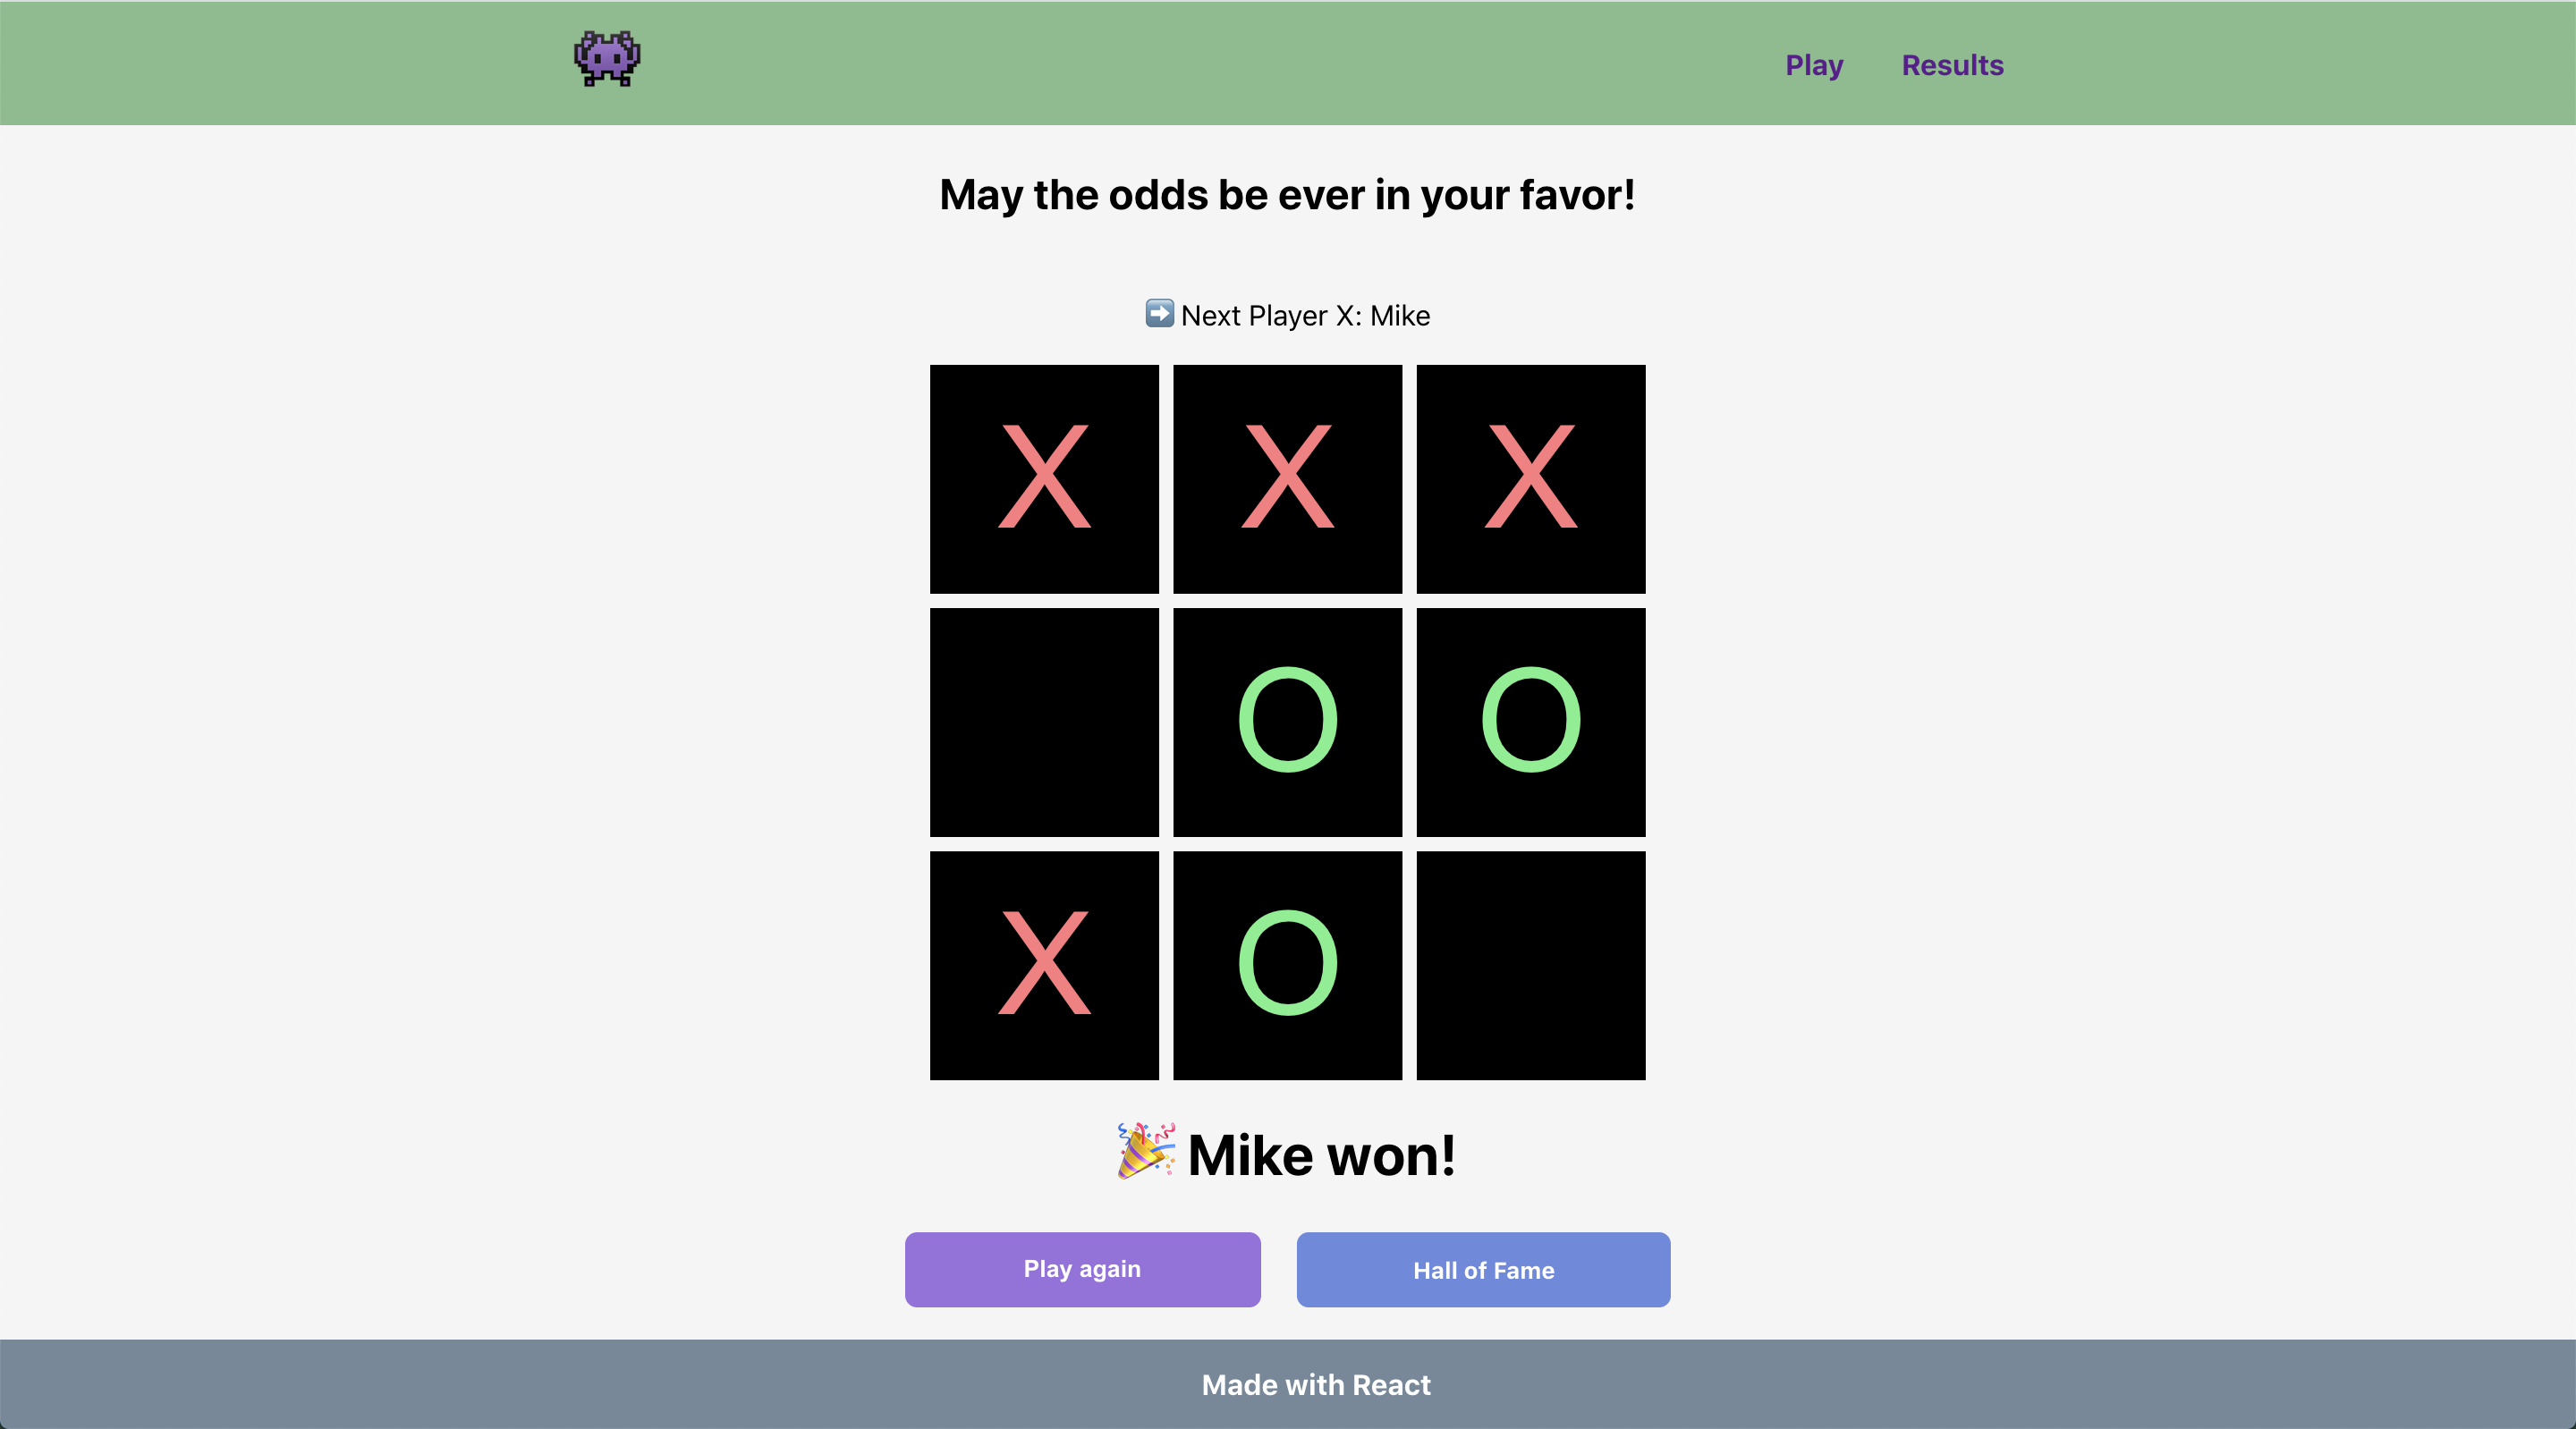 Play Results
May the odds be ever in your favor!
➡️ Next Player X: Mike
X X X
O O
X O
🎉 Mike won!
Play again Hall of Fame
Made with React